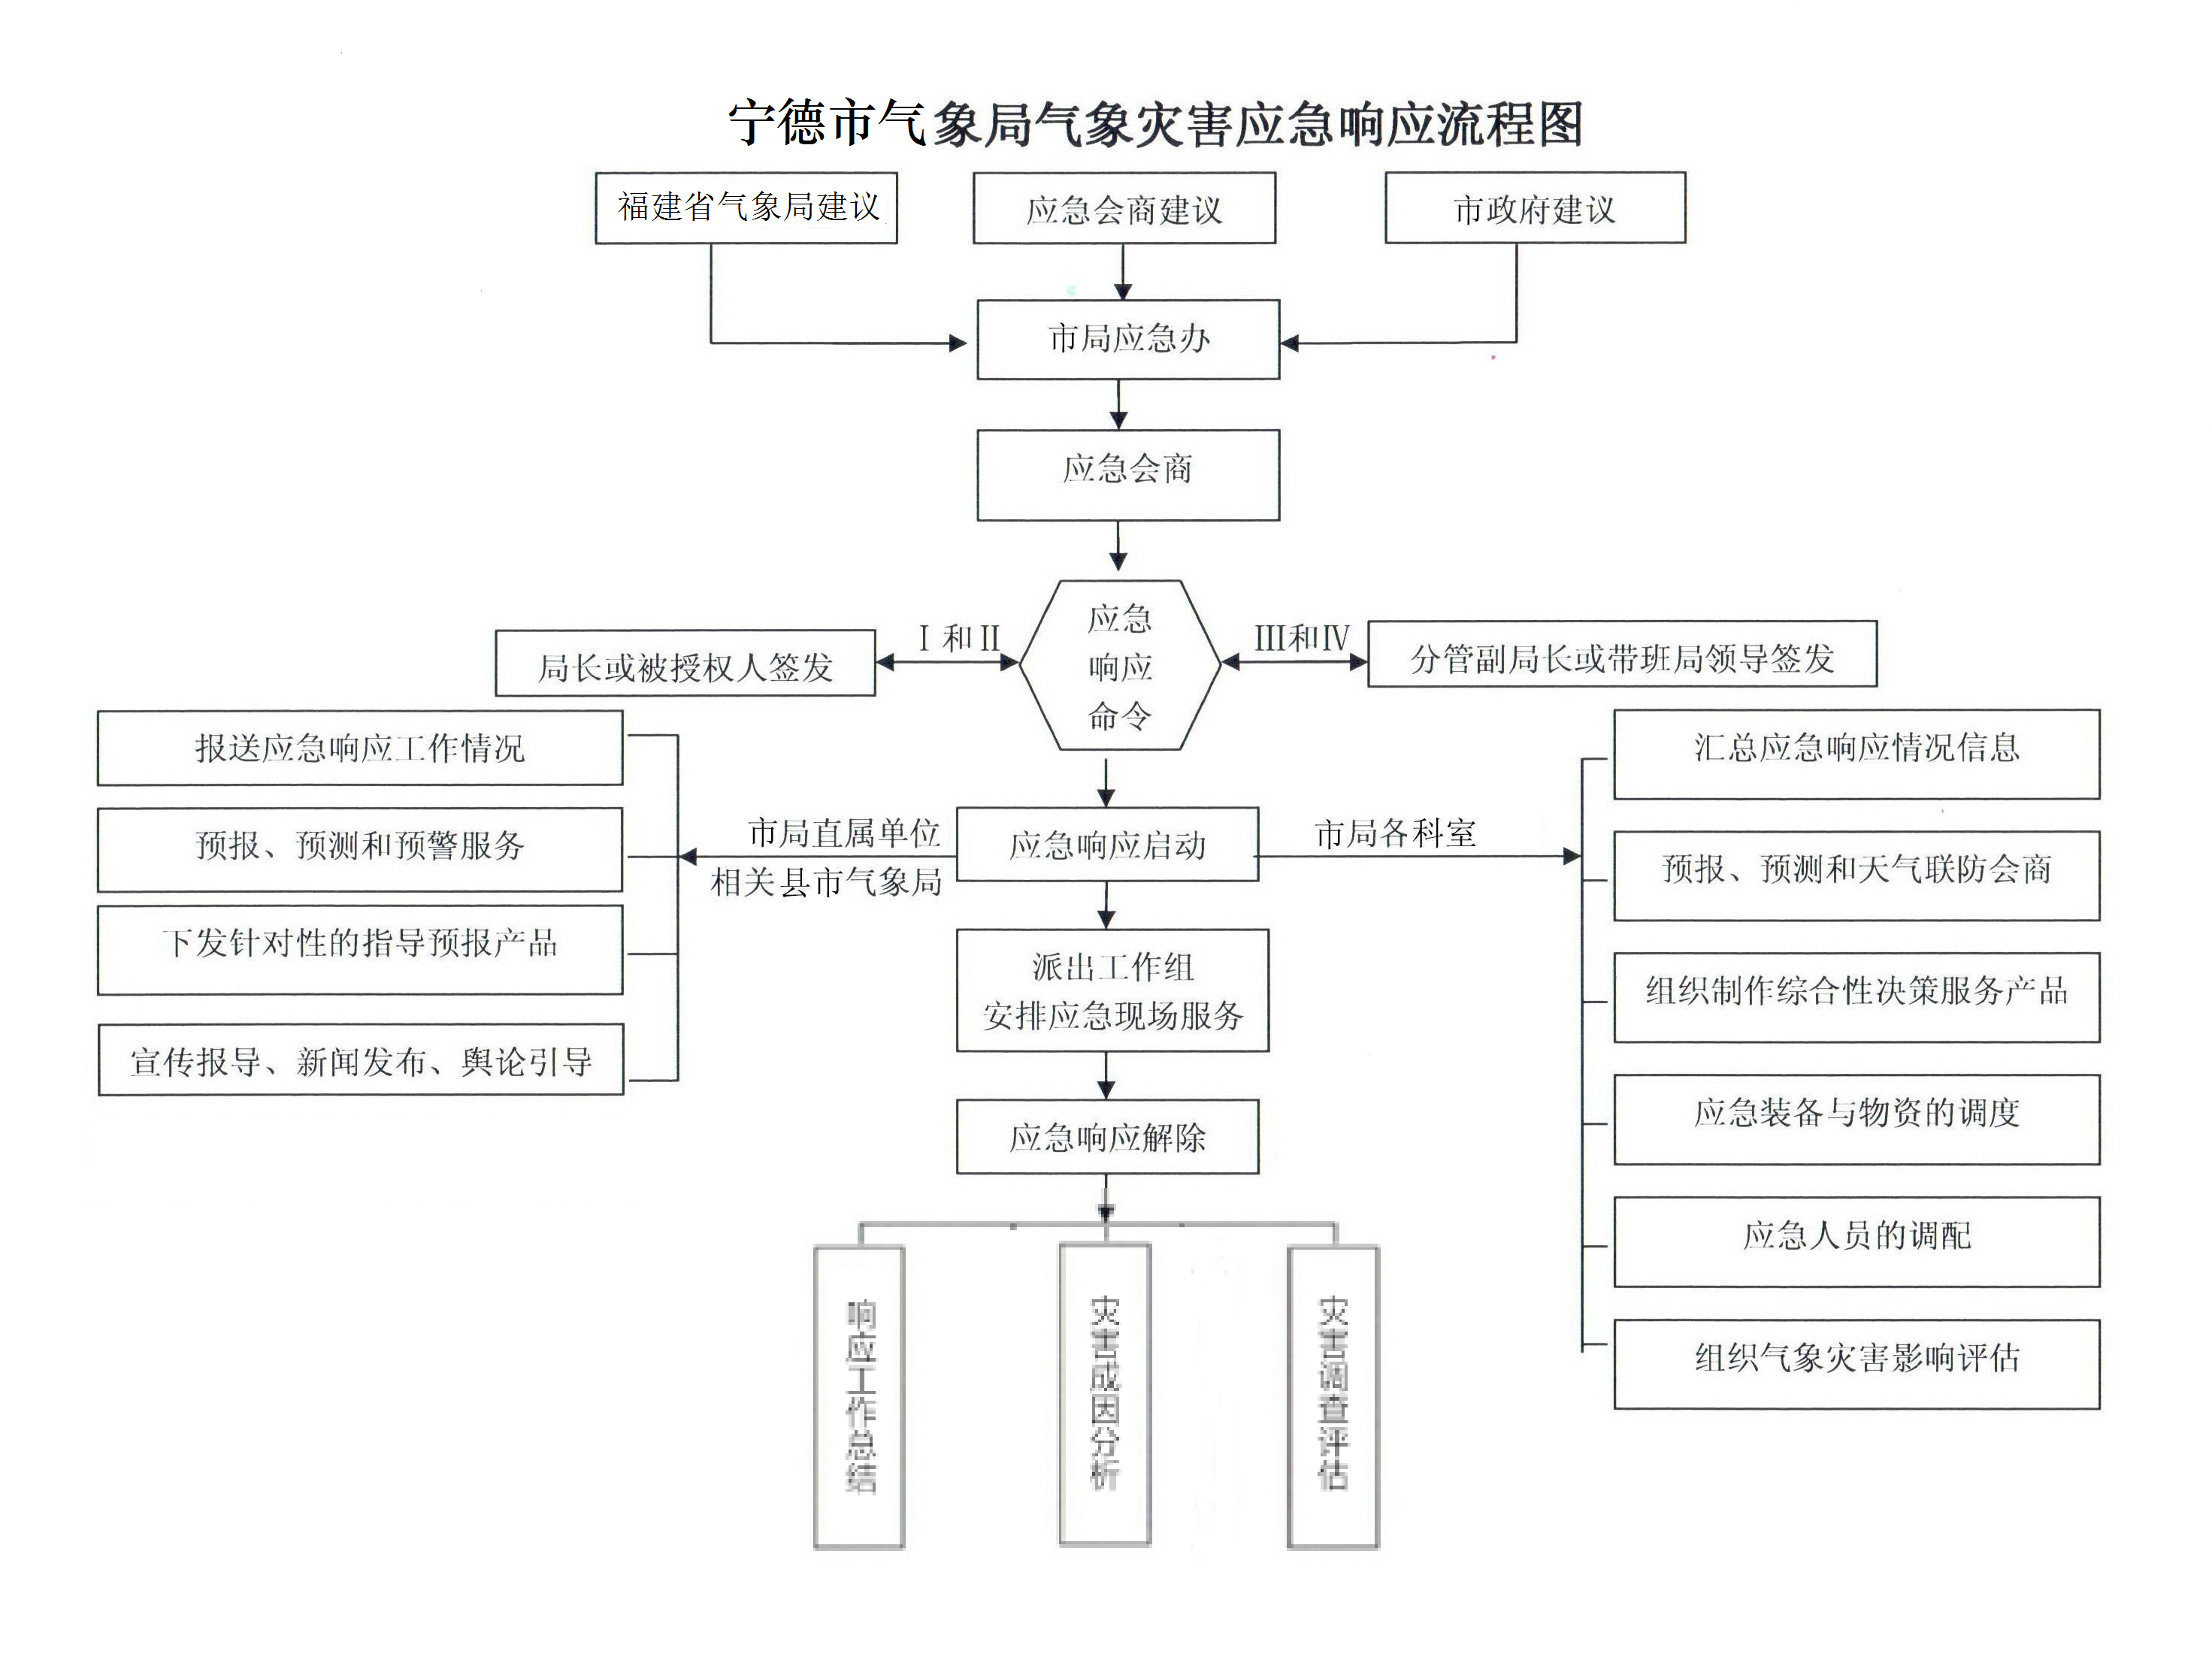 宁德市气象局气象灾害应急响应流程图
福建省气象局建议
应急会商建议
市政府建议
市局应急办
应急会商
应急
响应
命令
I 和 II
III和IV
局长或被授权人签发
分管副局长或带班局领导签发
报送应急响应工作情况
预报、预测和预警服务
下发针对性的指导预报产品
宣传报导、新闻发布、舆论引导
市局直属单位
相关县市气象局
应急响应启动
市局各科室
汇总应急响应情况信息
预报、预测和天气联防会商
组织制作综合性决策服务产品
应急装备与物资的调度
应急人员的调配
组织气象灾害影响评估
派出工作组
安排应急现场服务
应急响应解除
响应工作总结
灾害成因分析
灾害调查评估